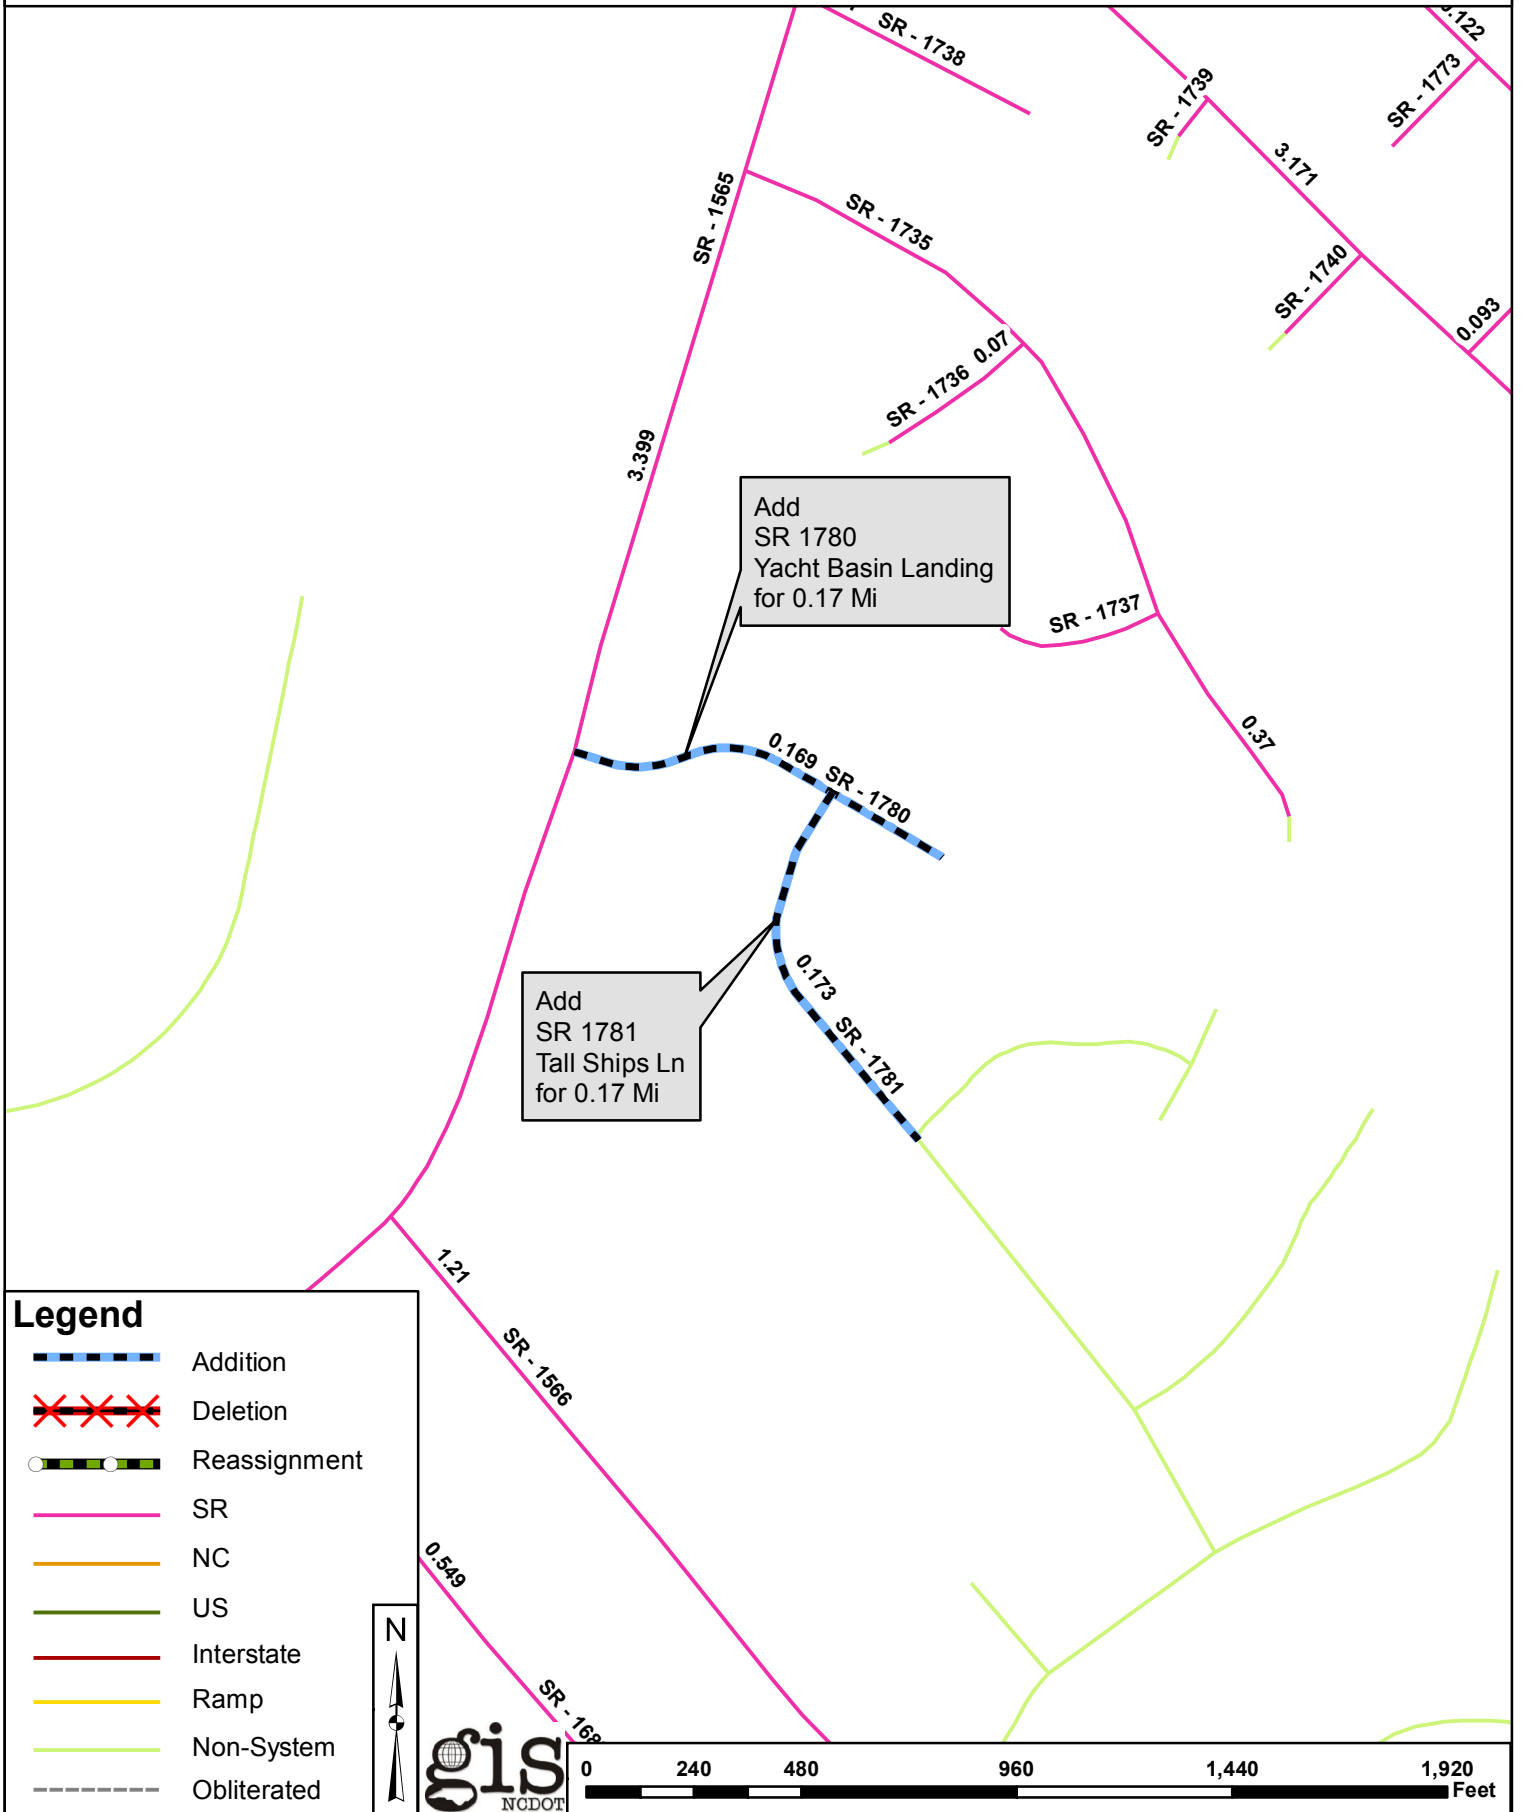 SR - 1738
.122
SR - 1773
SR - 1739
3.171
SR - 1565
SR - 1735
SR - 1740
0.093
0.07
SR - 1736
3.399
Add
SR 1780
Yacht Basin Landing
for 0.17 Mi
SR - 1737
0.37
0.169
SR - 1780
Add
SR 1781
Tall Ships Ln
for 0.17 Mi
0.173
SR - 1781
1.21
SR - 1566
0.549
SR - 168
Legend
Addition
Deletion
Reassignment
SR
NC
US
Interstate
Ramp
Non-System
Obliterated
N
gis
NCDOT
0 240 480 960 1,440 1,920
Feet